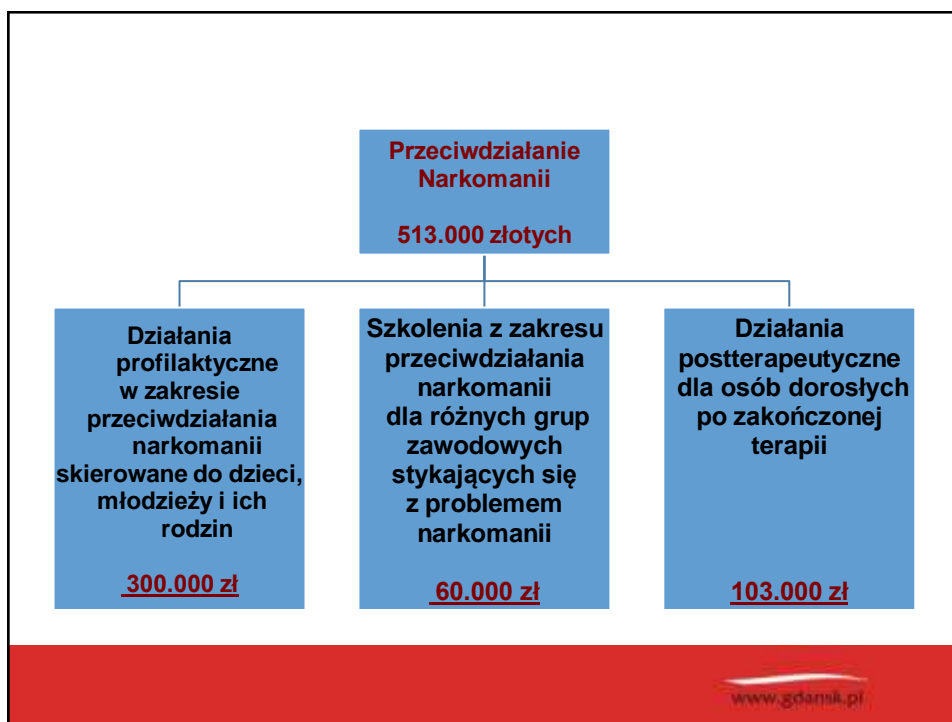 Przeciwdziałanie
Narkomanii
513.000 złotych
Działania
profilaktyczne
w zakresie
przeciwdziałania
narkomanii
skierowane do dzieci,
młodzieży i ich
rodzin
300.000 zł
Szkolenia z zakresu
przeciwdziałania
narkomanii
dla różnych grup
zawodowych
stykających się
z problemem
narkomanii
60.000 zł
Działania
postterapeutyczne
dla osób dorosłych
po zakończonej
terapii
103.000 zł
www.gdansk.pl